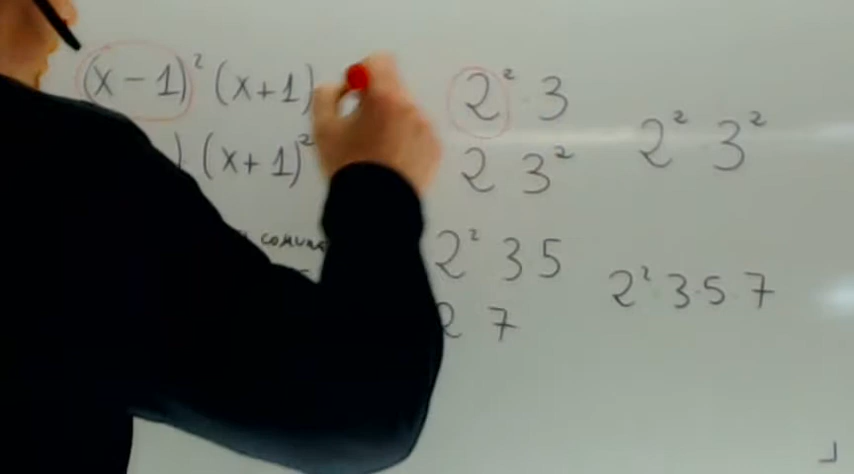 (x-1)² (x+1) 2² · 3
) (x+1)² 2 3² 2² 3²
2² 3 5
2² 3·5 7
2 7